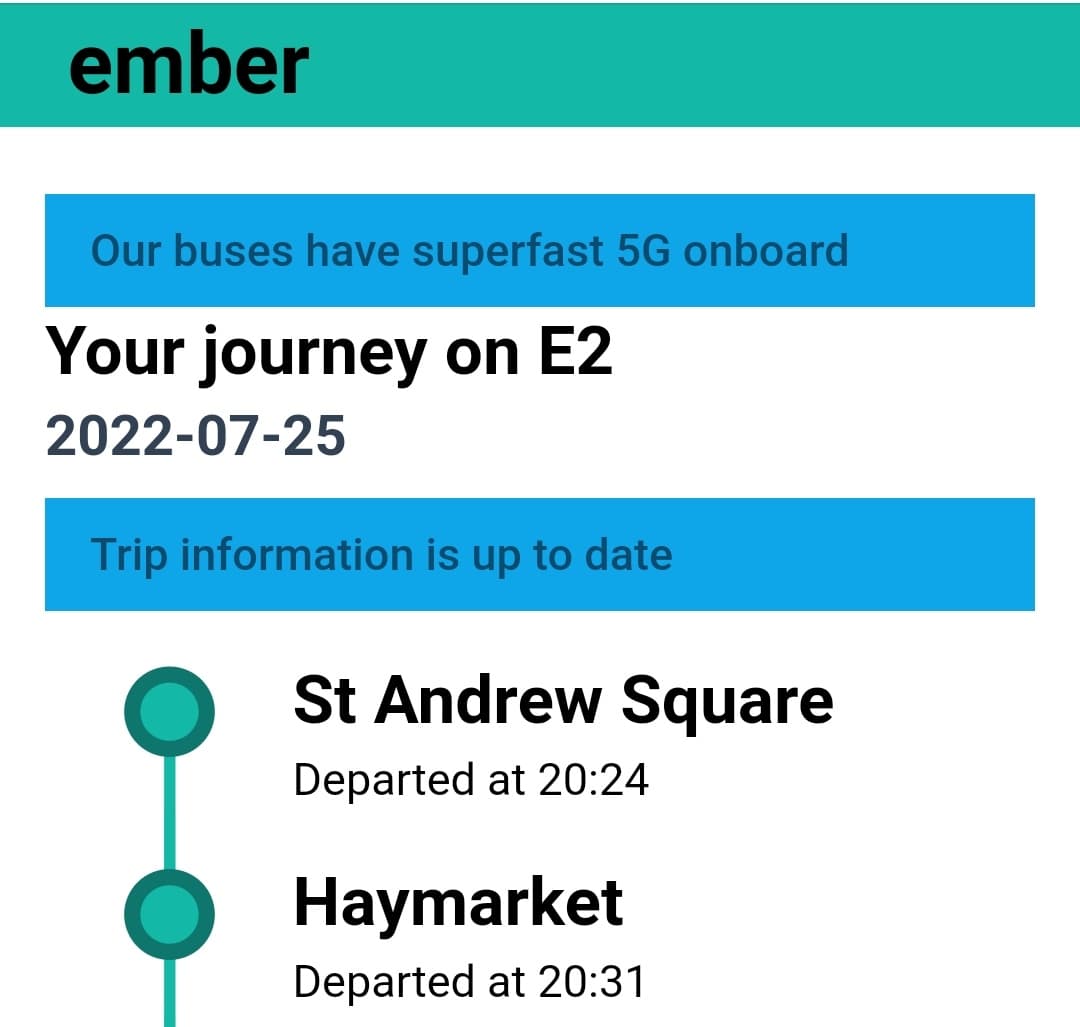 ember
Our buses have superfast 5G onboard
Your journey on E2
2022-07-25
Trip information is up to date
St Andrew Square
Departed at 20:24
Haymarket
Departed at 20:31